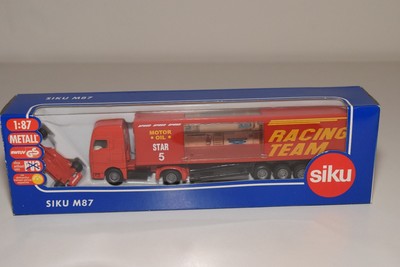 1:87
METALL
MOTOR
★ OIL ★
STAR
5
RACING
TEAM
siku
SIKU M87